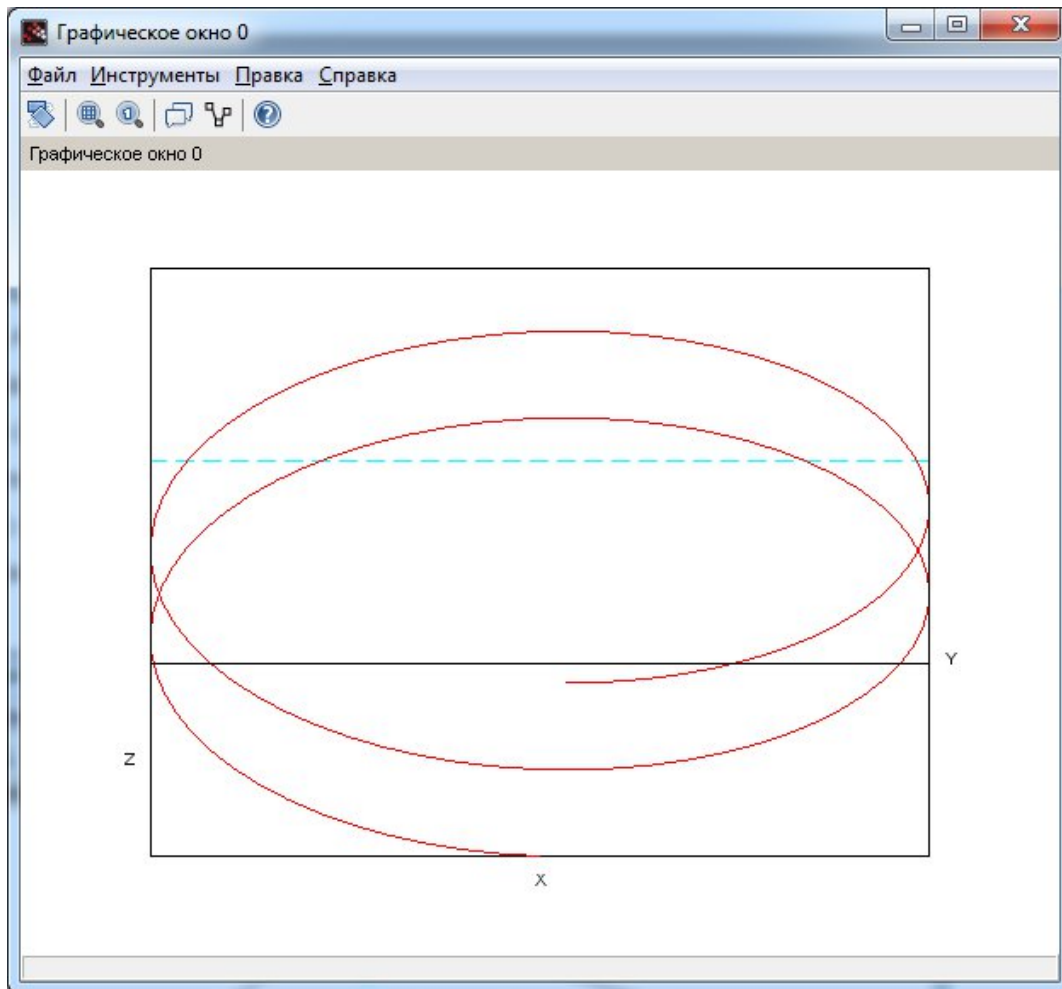 Графическое окно 0
Файл Инструменты Правка Справка
Графическое окно 0
Y
Z
X